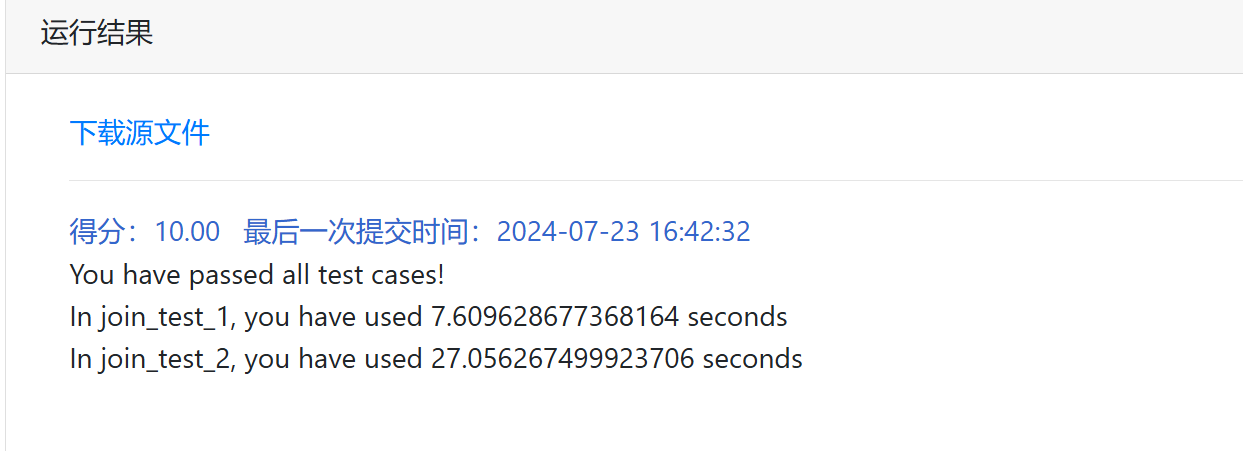 运行结果
下载源文件
得分：10.00 最后一次提交时间：2024-07-23 16:42:32
You have passed all test cases!
In join_test_1, you have used 7.609628677368164 seconds
In join_test_2, you have used 27.056267499923706 seconds